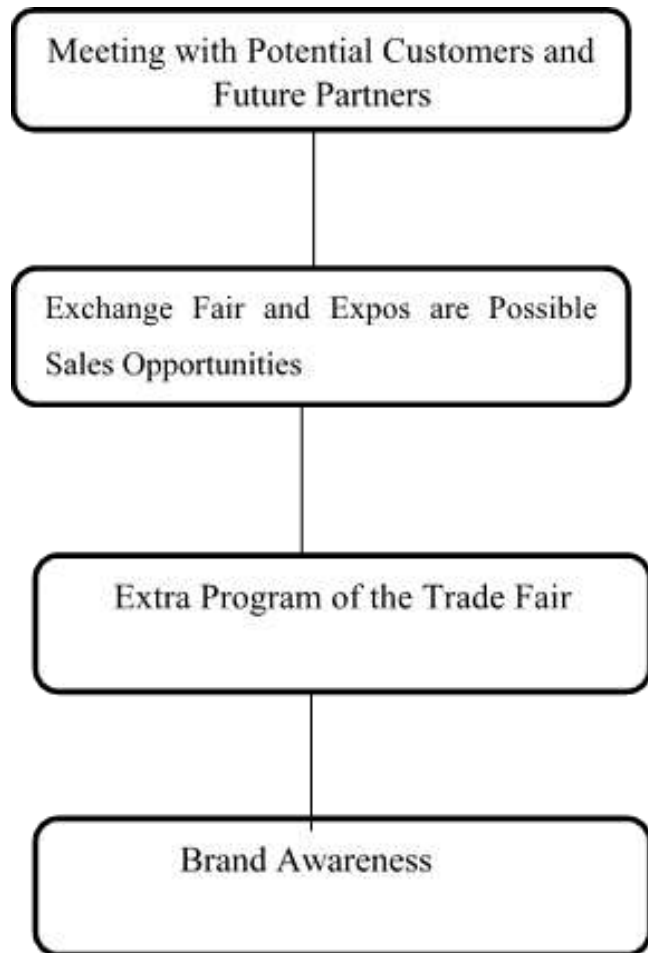 Meeting with Potential Customers and
Future Partners
Exchange Fair and Expos are Possible
Sales Opportunities
Extra Program of the Trade Fair
Brand Awareness